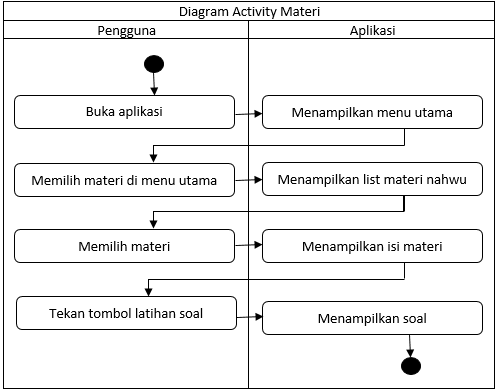 Diagram Activity Materi
Pengguna
Aplikasi
Buka aplikasi
Menampilkan menu utama
Memilih materi di menu utama
Menampilkan list materi nahwu
Memilih materi
Menampilkan isi materi
Tekan tombol latihan soal
Menampilkan soal